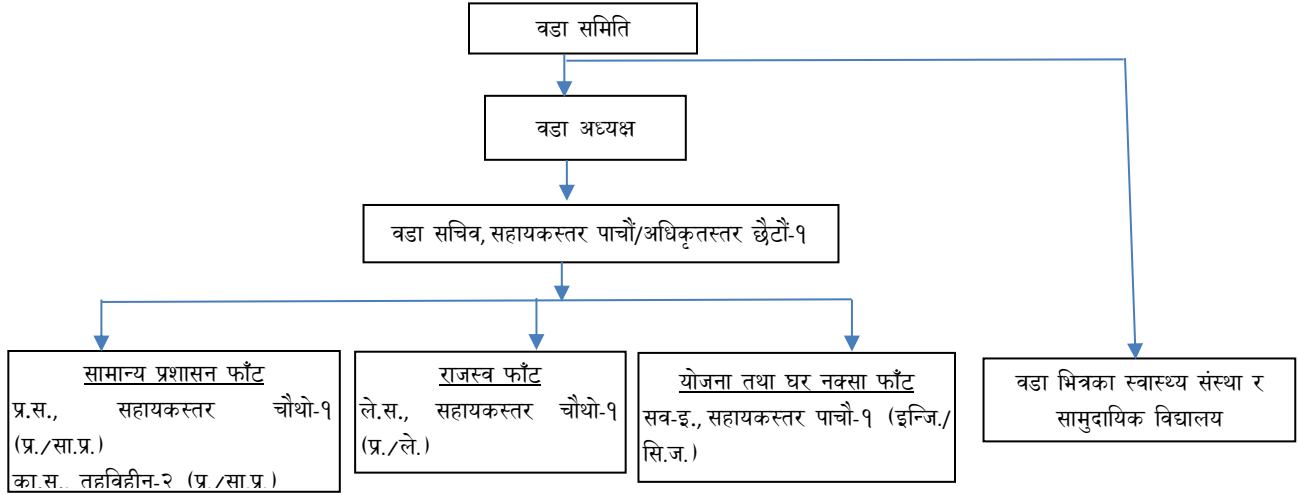 वडा समिति
वडा अध्यक्ष
वडा सचिव, सहायकस्तर पाचौं/अधिकृतस्तर छैटौं-१
सामान्य प्रशासन फाँट
प्र.स., सहायकस्तर चौथो-१
(प्र./सा.प्र.)
का.स., तहविहीन-२ (प्र./सा.प्र.)
राजस्व फाँट
ले.स., सहायकस्तर चौथो-१
(प्र./ले.)
योजना तथा घर नक्सा फाँट
सव-इ., सहायकस्तर पाचौ-१ (इन्जि./
सि.ज.)
वडा भित्रका स्वास्थ्य संस्था र
सामुदायिक विद्यालय